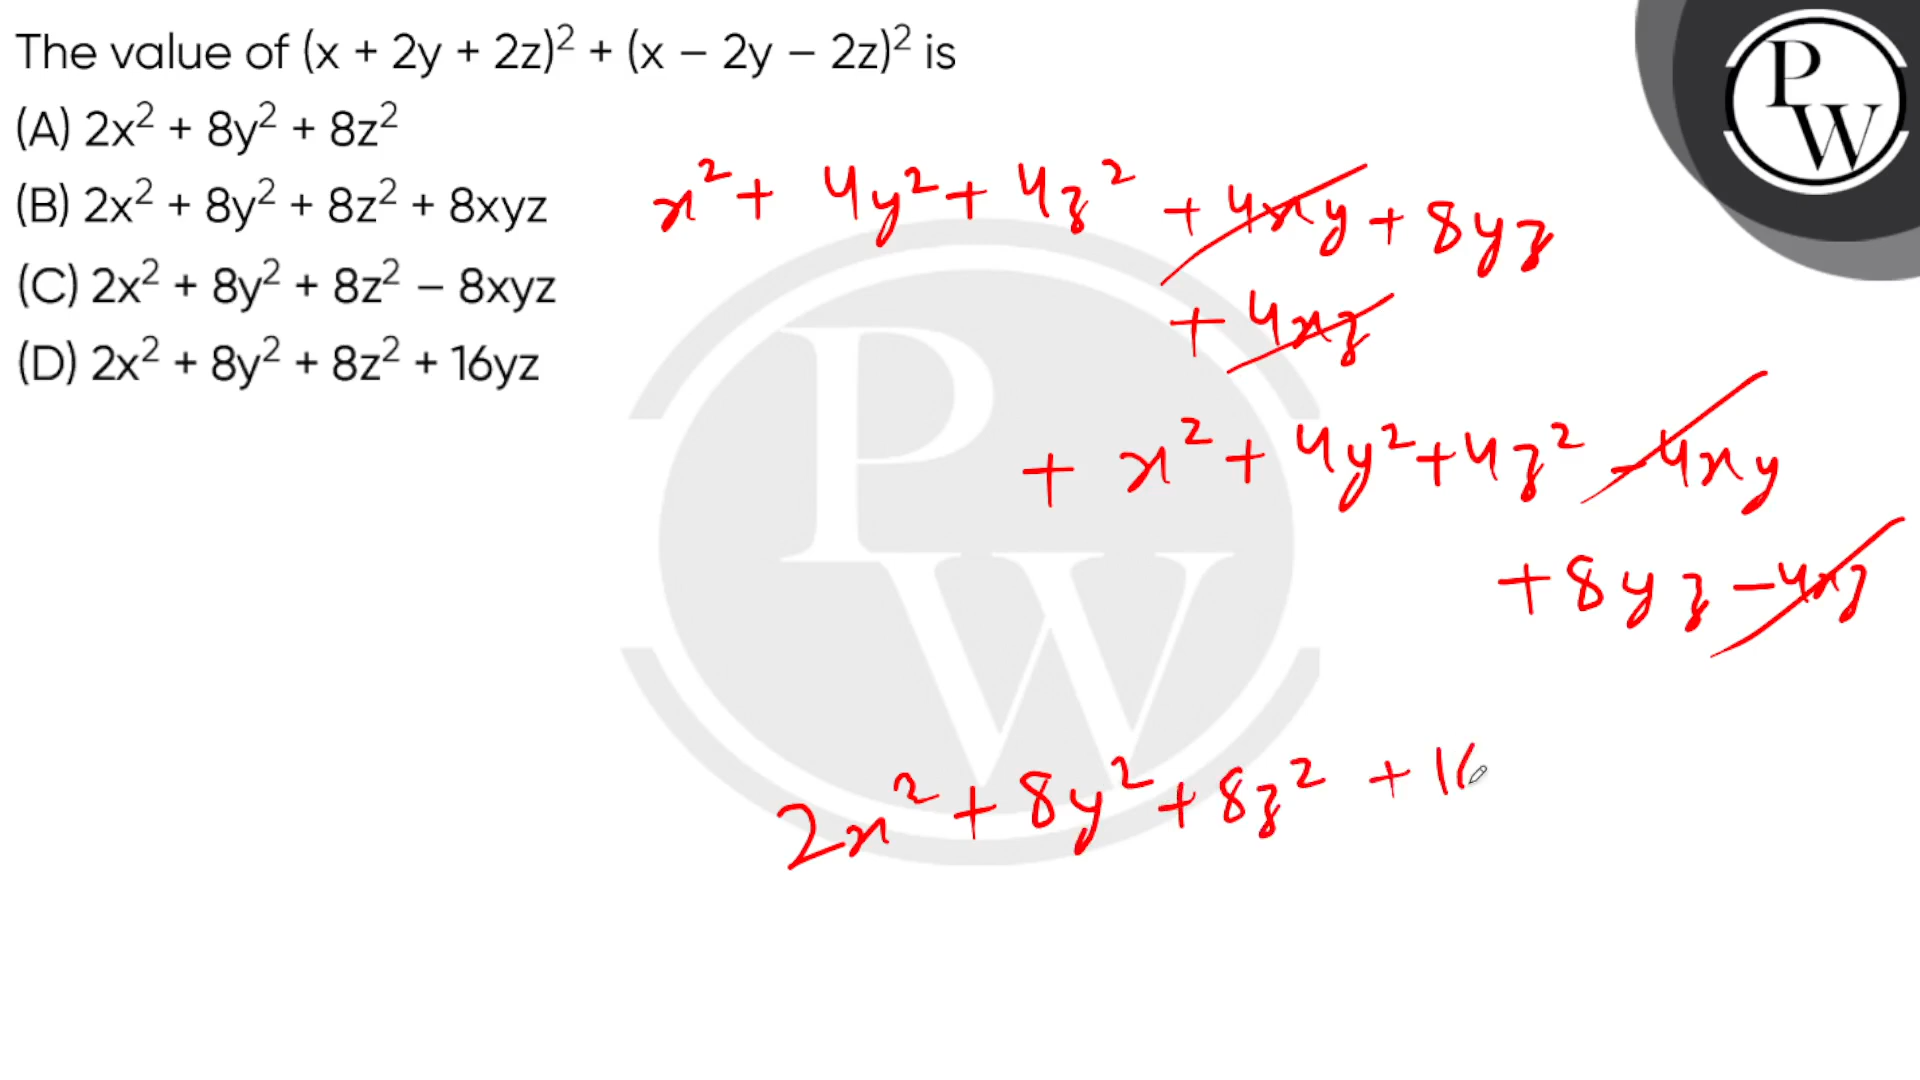 The value of (x + 2y + 2z)² + (x – 2y – 2z)² is
(A) 2x² + 8y² + 8z²
(B) 2x² + 8y² + 8z² + 8xyz
(C) 2x² + 8y² + 8z² – 8xyz
(D) 2x² + 8y² + 8z² + 16yz
PW
x² + 4y² + 4z² + 4xy + 8yz
+ 4xz
+ x² + 4y² + 4z² - 4xy
+ 8yz - 4xz
PW
2x² + 8y² + 8z² + 16